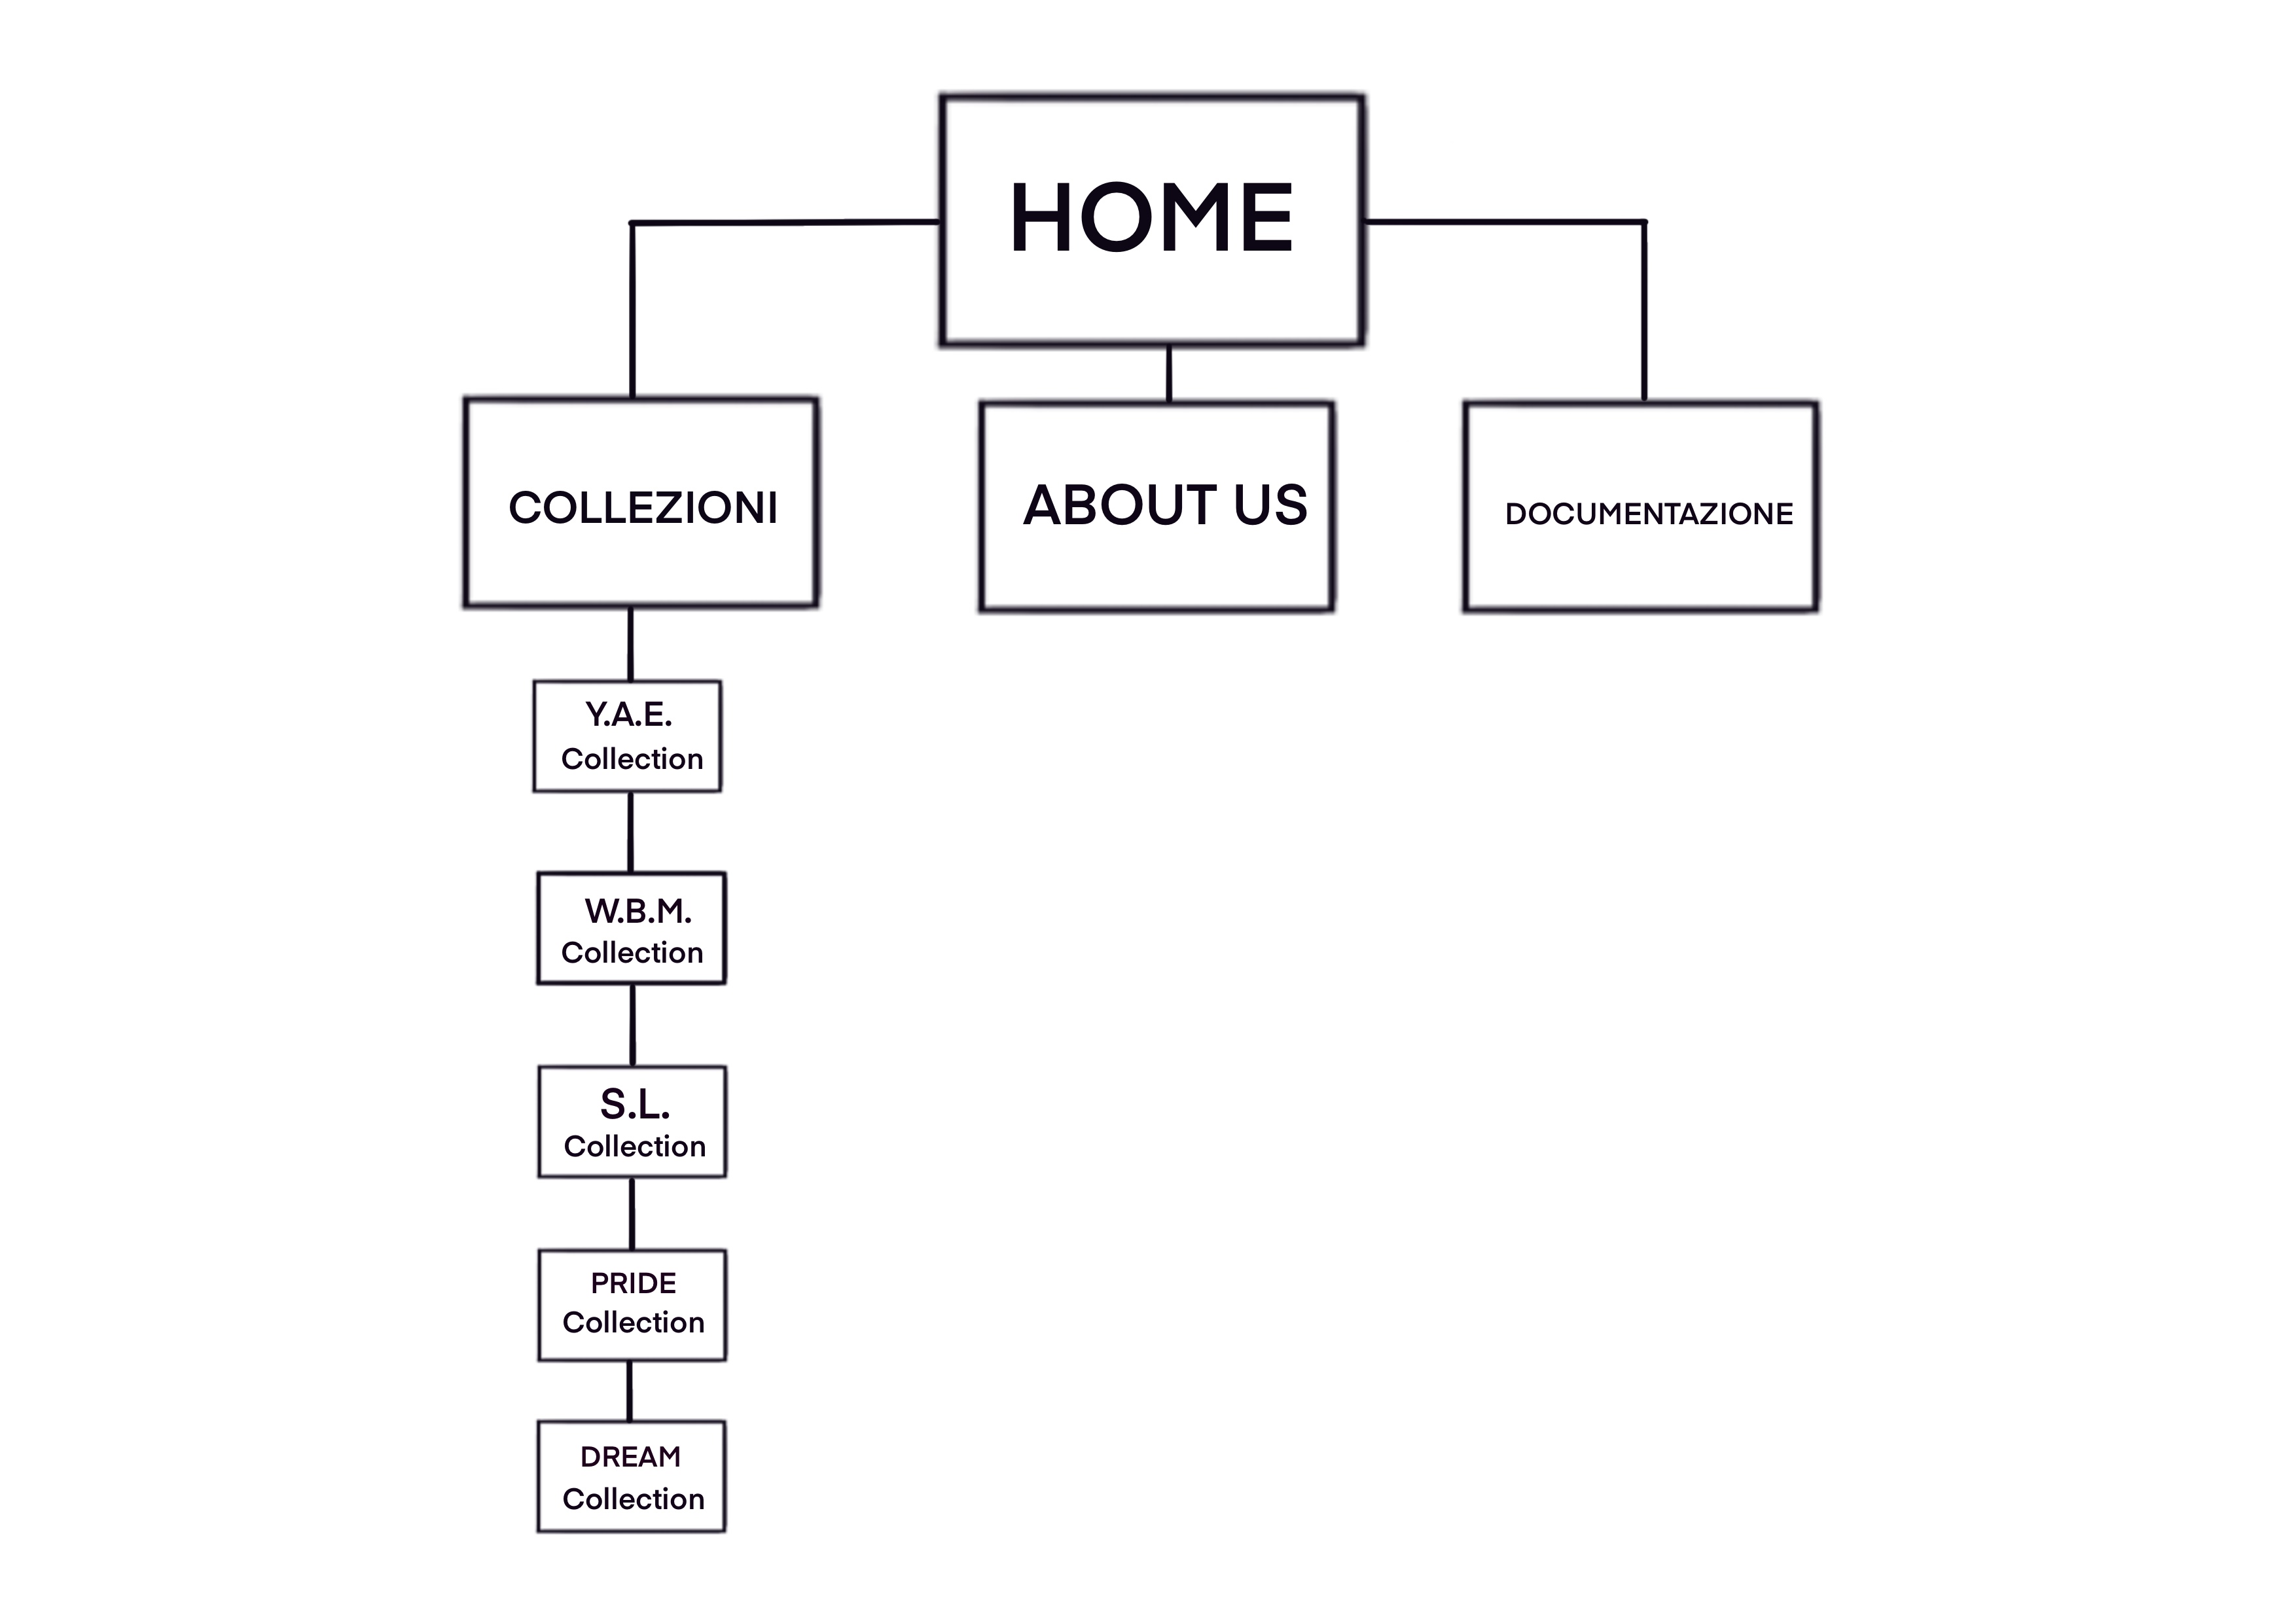 HOME
COLLEZIONI
ABOUT US
DOCUMENTAZIONE
Y.A.E.
Collection
W.B.M.
Collection
S.L.
Collection
PRIDE
Collection
DREAM
Collection